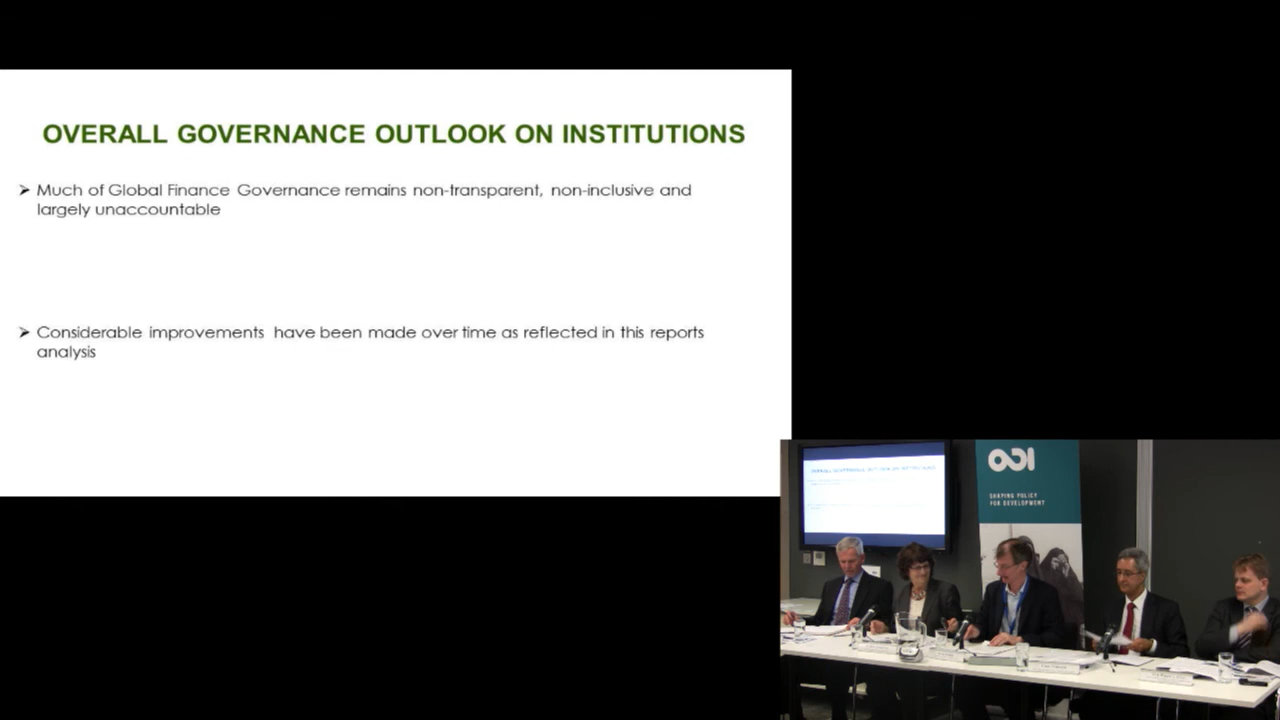 OVERALL GOVERNANCE OUTLOOK ON INSTITUTIONS
➢ Much of Global Finance Governance remains non-transparent, non-inclusive and
largely unaccountable
➢ Considerable improvements have been made over time as reflected in this reports
analysis
ODI
SHAPING POLICY
FOR DEVELOPMENT